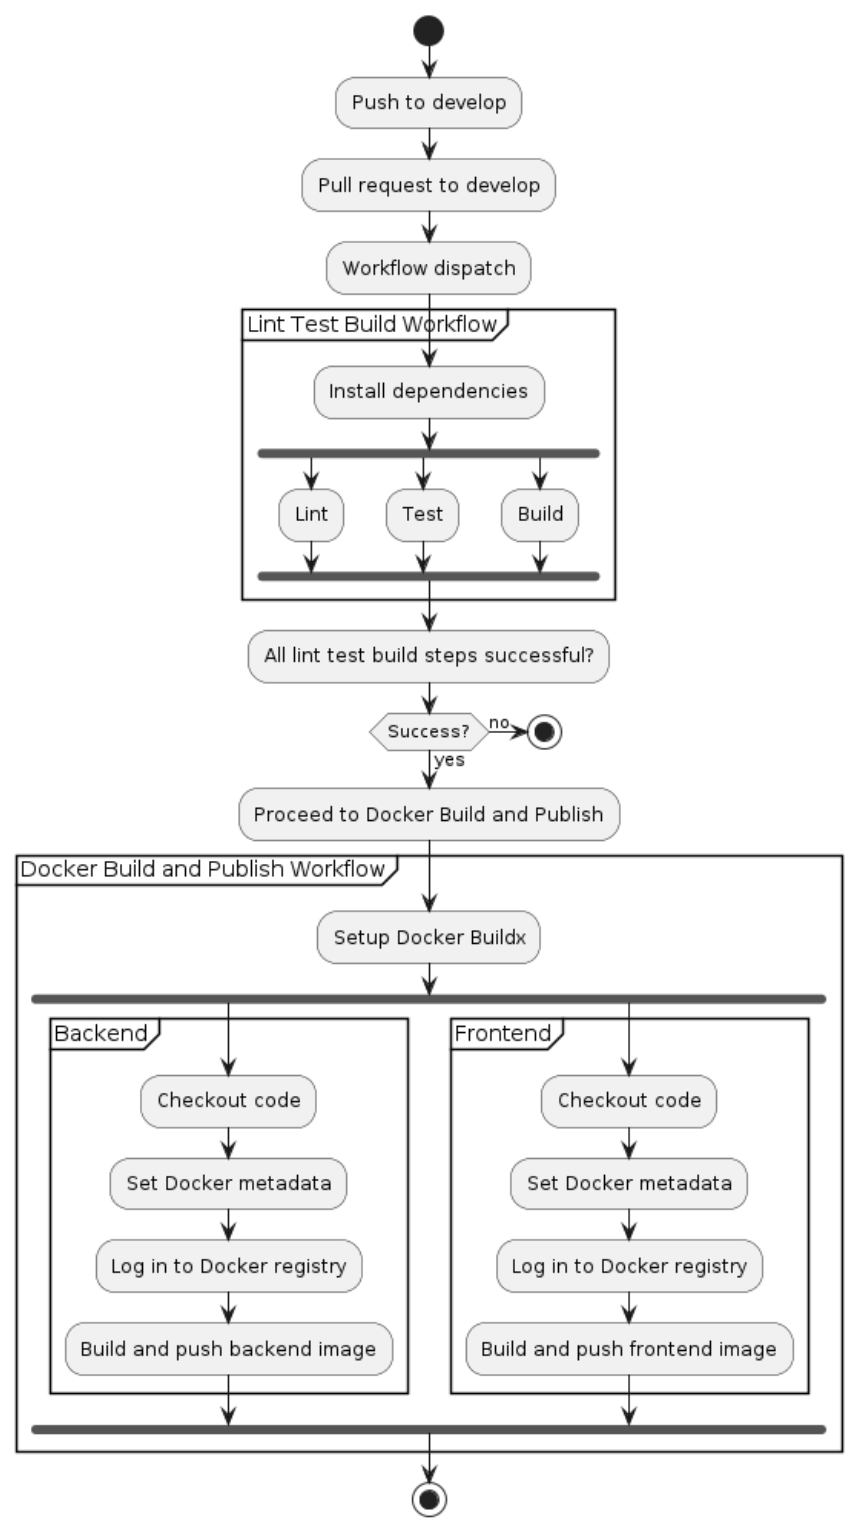 Push to develop
Pull request to develop
Workflow dispatch
Lint Test Build Workflow
Install dependencies
Lint
Test
Build
All lint test build steps successful?
Success?
no
yes
Proceed to Docker Build and Publish
Docker Build and Publish Workflow
Setup Docker Buildx
Backend
Checkout code
Set Docker metadata
Log in to Docker registry
Build and push backend image
Frontend
Checkout code
Set Docker metadata
Log in to Docker registry
Build and push frontend image